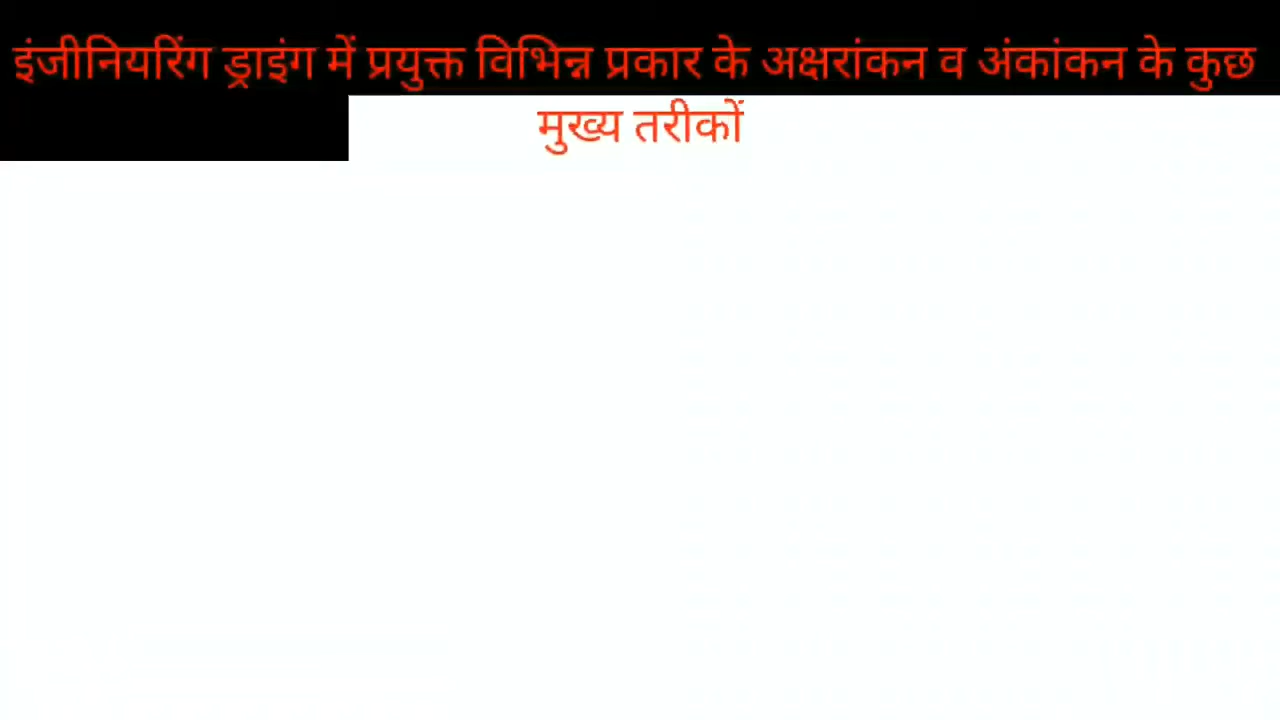 इंजीनियरिंग ड्राइंग में प्रयुक्त विभिन्न प्रकार के अक्षरांकन व अंकांकन के कुछ
मुख्य तरीकों